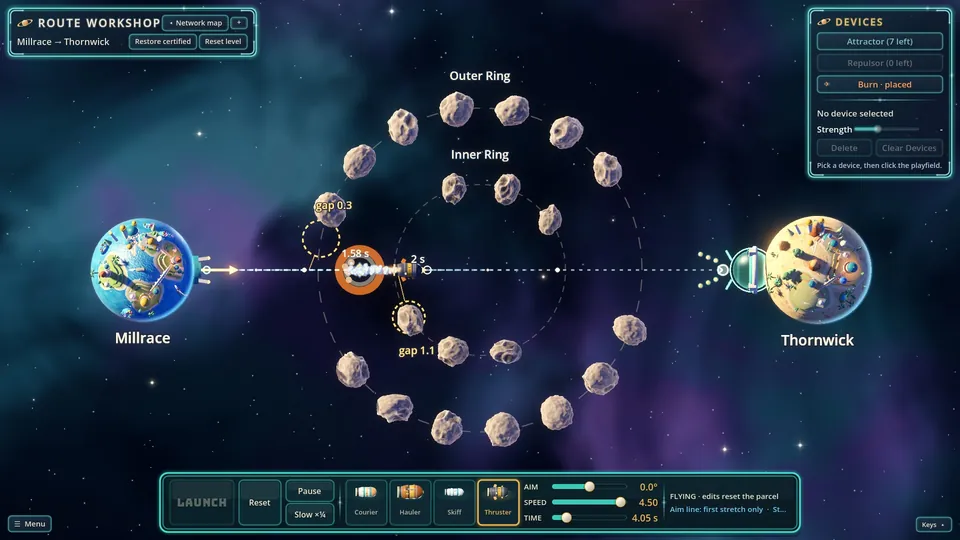 ROUTE WORKSHOP
Network map
+
Millrace → Thornwick
Restore certified
Reset level
DEVICES
Attractor (7 left)
Repulsor (0 left)
Burn · placed
No device selected
Strength
-
Delete
Clear Devices
Pick a device, then click the playfield.
Outer Ring
Inner Ring
gap 0.3
1.58 s
2 s
gap 1.1
Millrace
Thornwick
LAUNCH
Reset
Pause
Slow ×¼
Courier
Hauler
Skiff
Thruster
AIM 0.0°
SPEED 4.50
TIME 4.05 s
FLYING · edits reset the parcel
Aim line: first stretch only · St...
☰ Menu
Keys